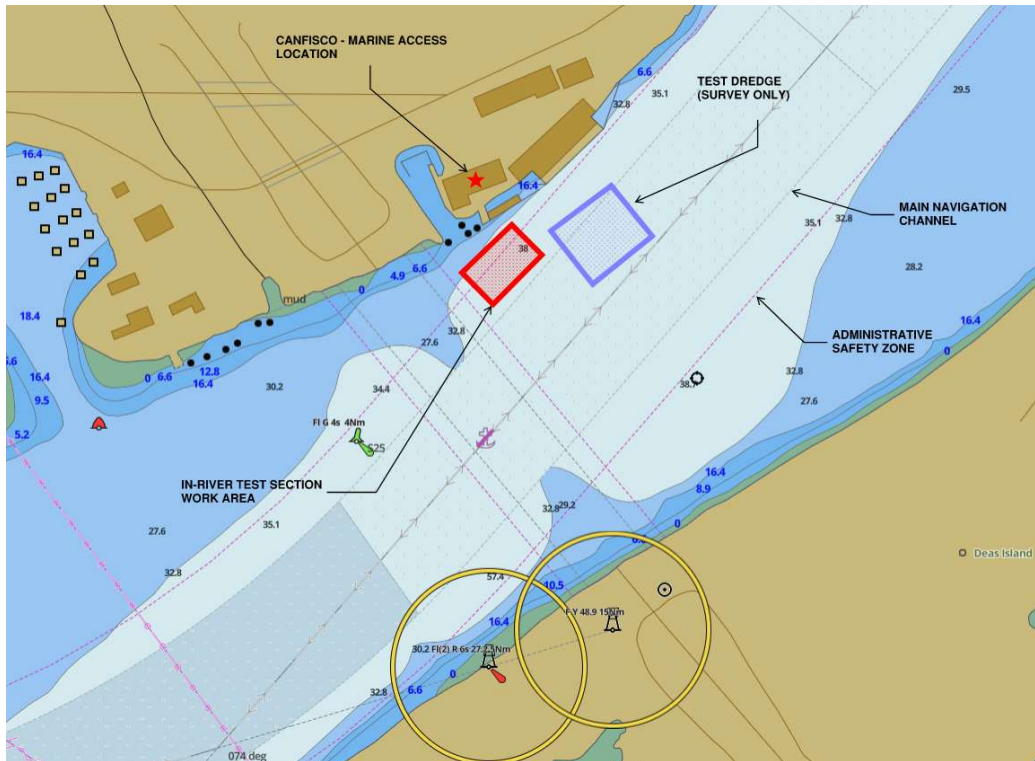 CANFISCO - MARINE ACCESS
LOCATION
TEST DREDGE
(SURVEY ONLY)
6.6
35.1
32.8
29.5
16.4
16.4
MAIN NAVIGATION
CHANNEL
35.1
32.8
38
28.2
4.9
6.6
0
mud
18.4
16.4
32.8
27.6
ADMINISTRATIVE
SAFETY ZONE
0
0
6.6
12.8
16.4
30.2
34.4
32.8
27.6
38.7
16.4
9.5
5.2
Fl G 4s 4Nm
S25
IN-RIVER TEST SECTION
WORK AREA
16.4
8.9
0
32.8
29.2
35.1
27.6
32.8
57.4
10.5
6.6
Deas Island
F Y 48.9 15Nm
16.4
30.2
0
6.6
32.8
074 deg